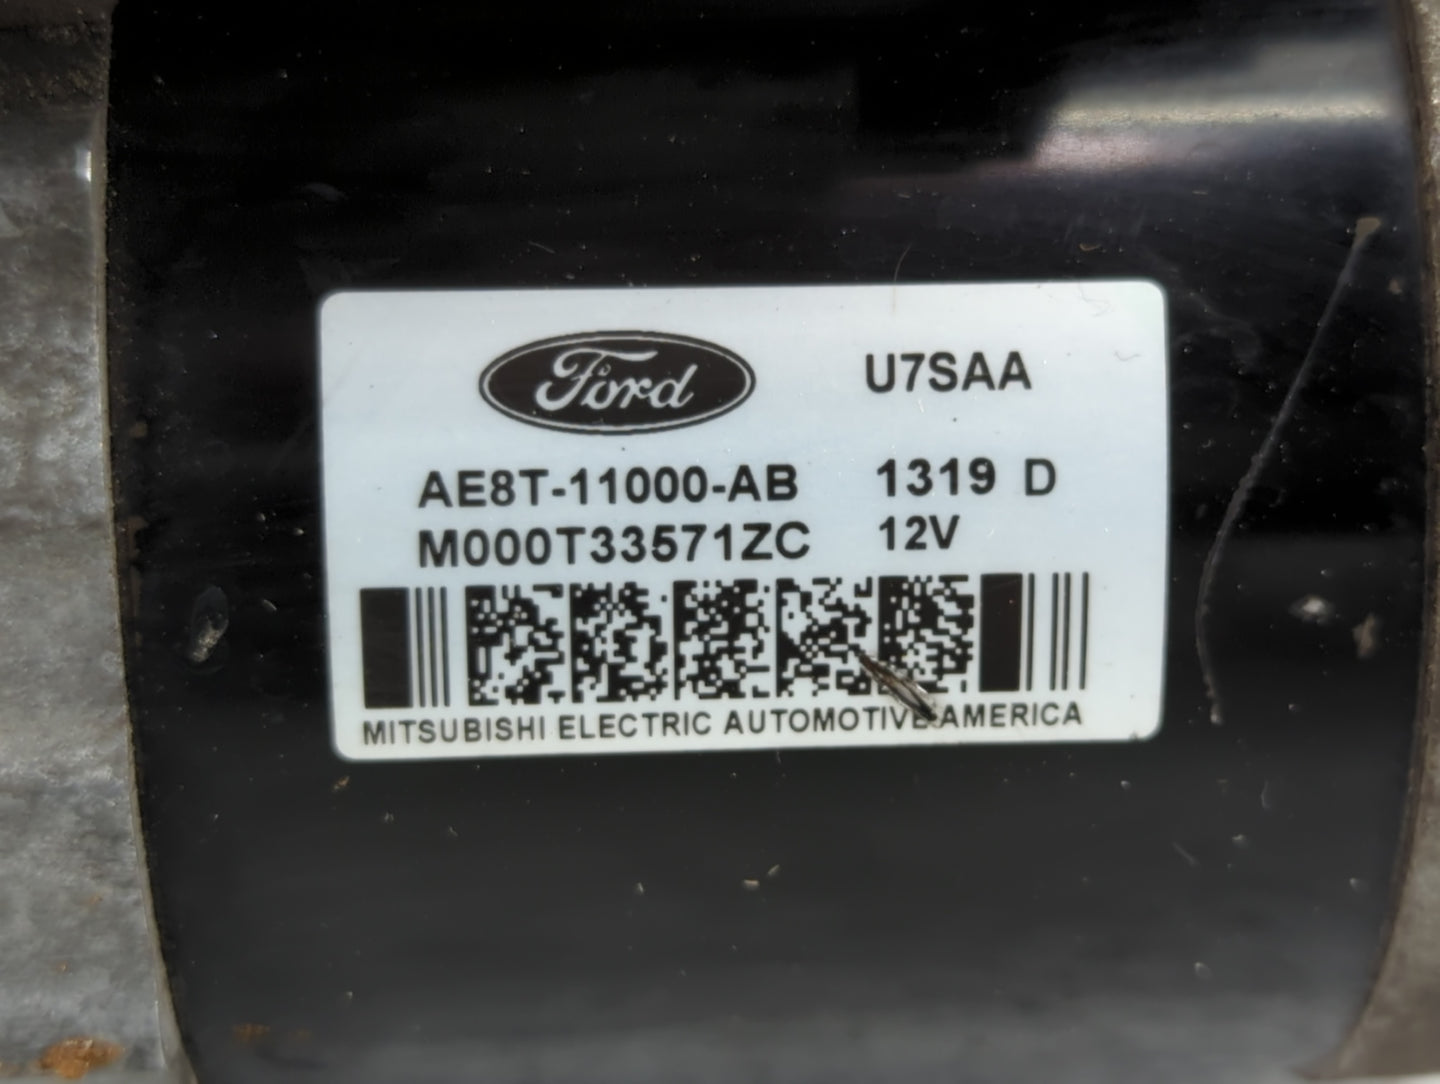 Ford U7SAA
AE8T-11000-AB 1319 D
M000T33571ZC 12V
MITSUBISHI ELECTRIC AUTOMOTIVE AMERICA